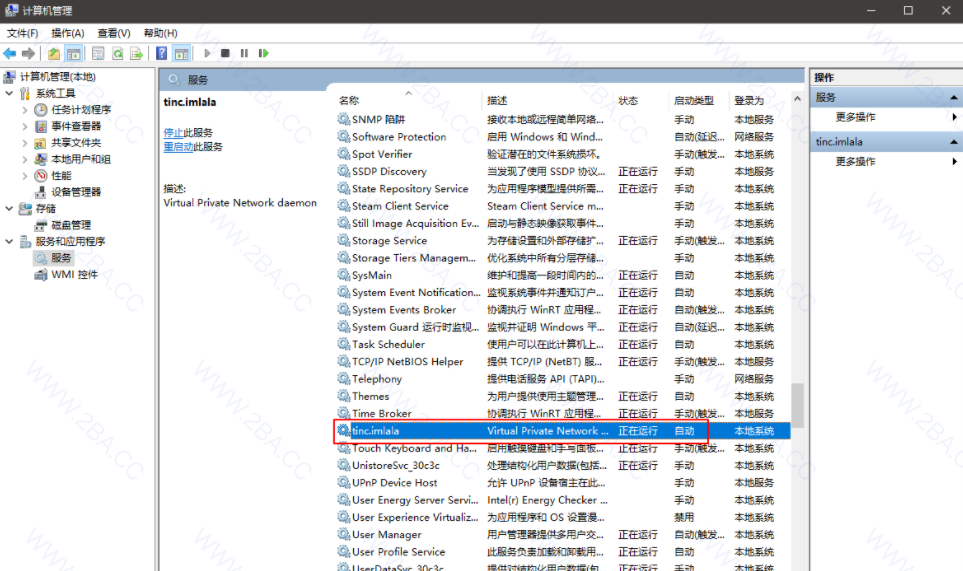 计算机管理
文件(F) 操作(A) 查看(V) 帮助(H)
计算机管理(本地)
系统工具
任务计划程序
事件查看器
共享文件夹
本地用户和组
性能
设备管理器
存储
磁盘管理
服务和应用程序
服务
WMI 控件
服务
tinc.imlala
停止此服务
重启动此服务
描述:
Virtual Private Network daemon
名称 描述 状态 启动类型 登录为
SNMP 陷阱 接收本地或远程简单网络... 手动 本地服务
Software Protection 启用 Windows 和 Wind... 自动(延迟... 网络服务
Spot Verifier 验证潜在的文件系统损坏。 手动(触发... 本地系统
SSDP Discovery 当发现了使用 SSDP 协议... 正在运行 手动 本地服务
State Repository Service 为应用程序模型提供所需... 正在运行 手动 本地系统
Steam Client Service Steam Client Service m... 手动 本地系统
Still Image Acquisition Ev... 启动与静态映像获取事件... 手动 本地系统
Storage Service 为存储设置和外部存储扩... 正在运行 手动(触发... 本地系统
Storage Tiers Managem... 优化系统中所有分层存储... 手动 本地系统
SysMain 维护和提高一段时间内的... 正在运行 自动 本地系统
System Event Notification... 监视系统事件并通知订户... 正在运行 自动 本地系统
System Events Broker 协调执行 WinRT 应用程... 正在运行 自动(触发... 本地系统
System Guard 运行时监视... 监视并证明 Windows 平... 正在运行 自动(延迟... 本地系统
Task Scheduler 使用户可以在此计算机上... 正在运行 自动 本地系统
TCP/IP NetBIOS Helper 提供 TCP/IP (NetBT) 服... 正在运行 手动(触发... 本地服务
Telephony 提供电话服务 API (TAPI)... 手动 网络服务
Themes 为用户提供使用主题管理... 正在运行 自动 本地系统
Time Broker 协调执行 WinRT 应用程... 正在运行 手动(触发... 本地服务
tinc.imlala Virtual Private Network ... 正在运行 自动 本地系统
Touch Keyboard and Ha... 启用触摸键盘和手写面板... 正在运行 手动(触发... 本地系统
UnistoreSvc_30c3c 处理结构化用户数据(包括... 正在运行 手动 本地系统
UPnP Device Host 允许 UPnP 设备宿主在此... 手动 本地服务
User Energy Server Servi... Intel(r) Energy Checker ... 手动 本地系统
User Experience Virtualiz... 为应用程序和 OS 设置漫... 禁用 本地系统
User Manager 用户管理器提供多用户交... 正在运行 自动(触发... 本地系统
User Profile Service 此服务负责加载和卸载用... 正在运行 自动 本地系统
UserDataSvc_30c3c 提供对结构化用户数据(包... 正在运行 手动 本地系统
操作
服务
更多操作
tinc.imlala
更多操作
WWW.2BA.CC